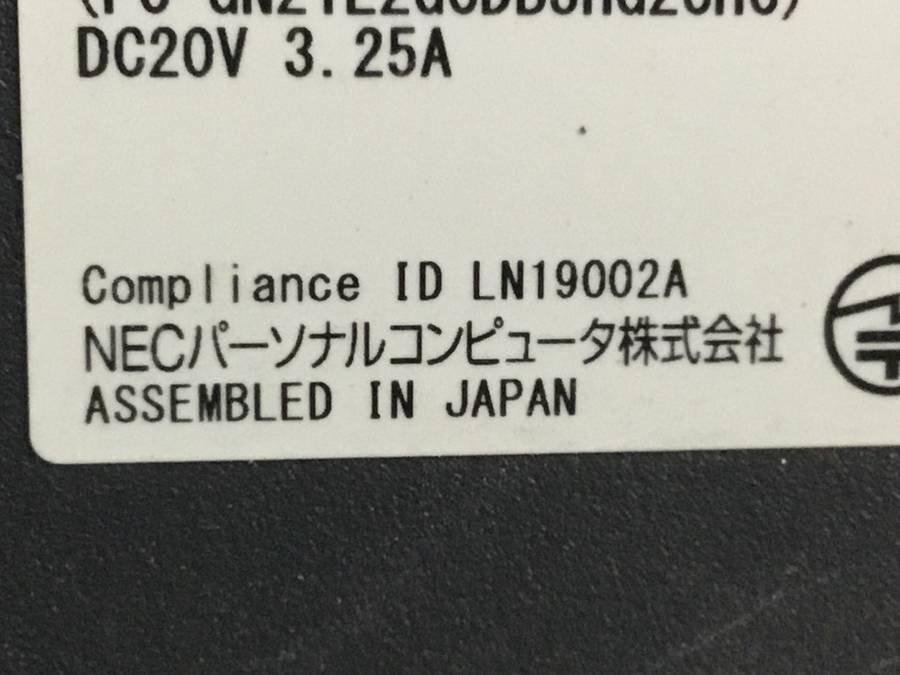 DC20V 3.25A
Compliance ID LN19002A
NECパーソナルコンピュータ株式会社
ASSEMBLED IN JAPAN